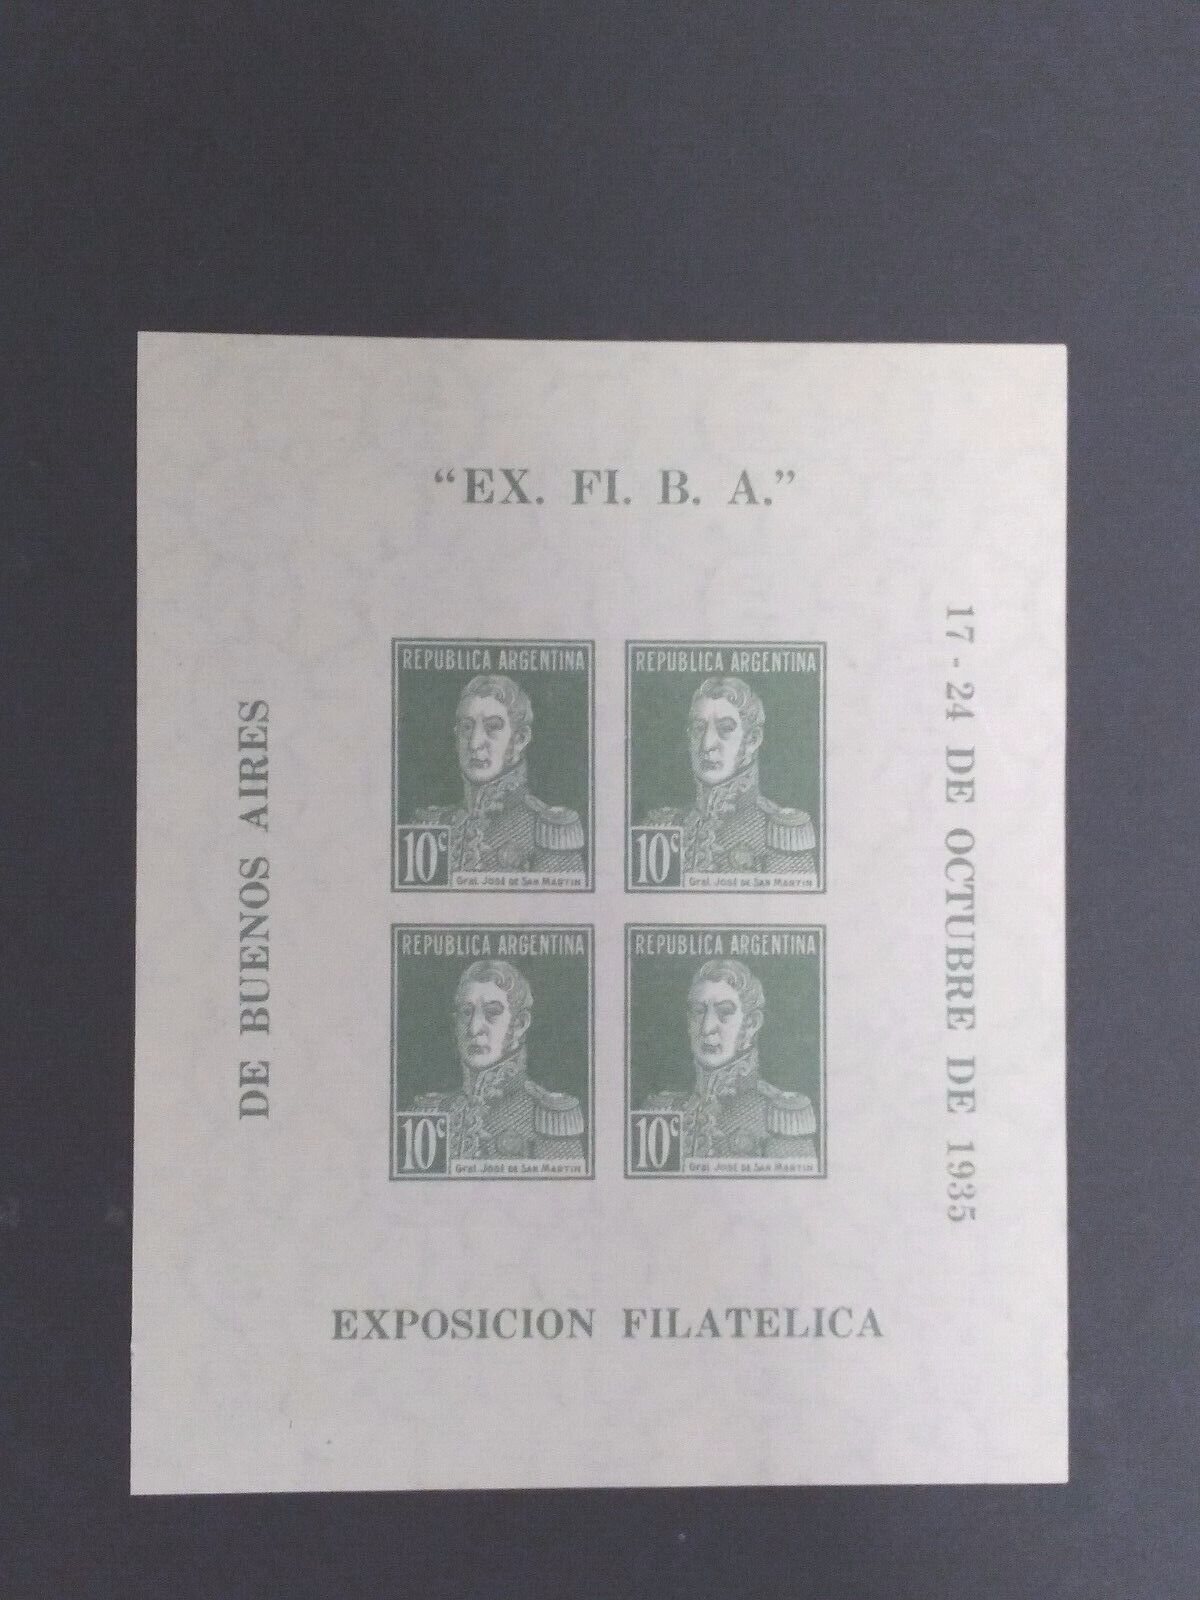 “EX. FI. B. A.”
17 - 24 DE OCTUBRE DE 1935
REPUBLICA ARGENTINA
10c
Gral. José de San Martin
REPUBLICA ARGENTINA
10c
Gral. José de San Martin
REPUBLICA ARGENTINA
10c
Gral. José de San Martin
REPUBLICA ARGENTINA
10c
Gral. José de San Martin
EXPOSICION FILATELICA
DE BUENOS AIRES